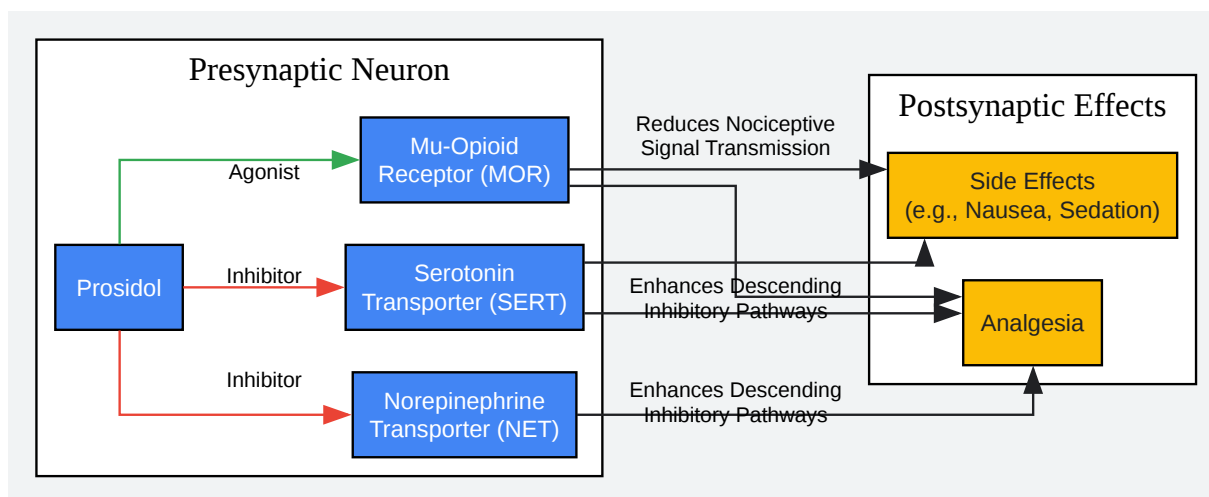 Presynaptic Neuron
Mu-Opioid
Receptor (MOR)
Agonist
Prosidol
Inhibitor
Serotonin
Transporter (SERT)
Inhibitor
Norepinephrine
Transporter (NET)
Reduces Nociceptive
Signal Transmission
Enhances Descending
Inhibitory Pathways
Enhances Descending
Inhibitory Pathways
Postsynaptic Effects
Side Effects
(e.g., Nausea, Sedation)
Analgesia